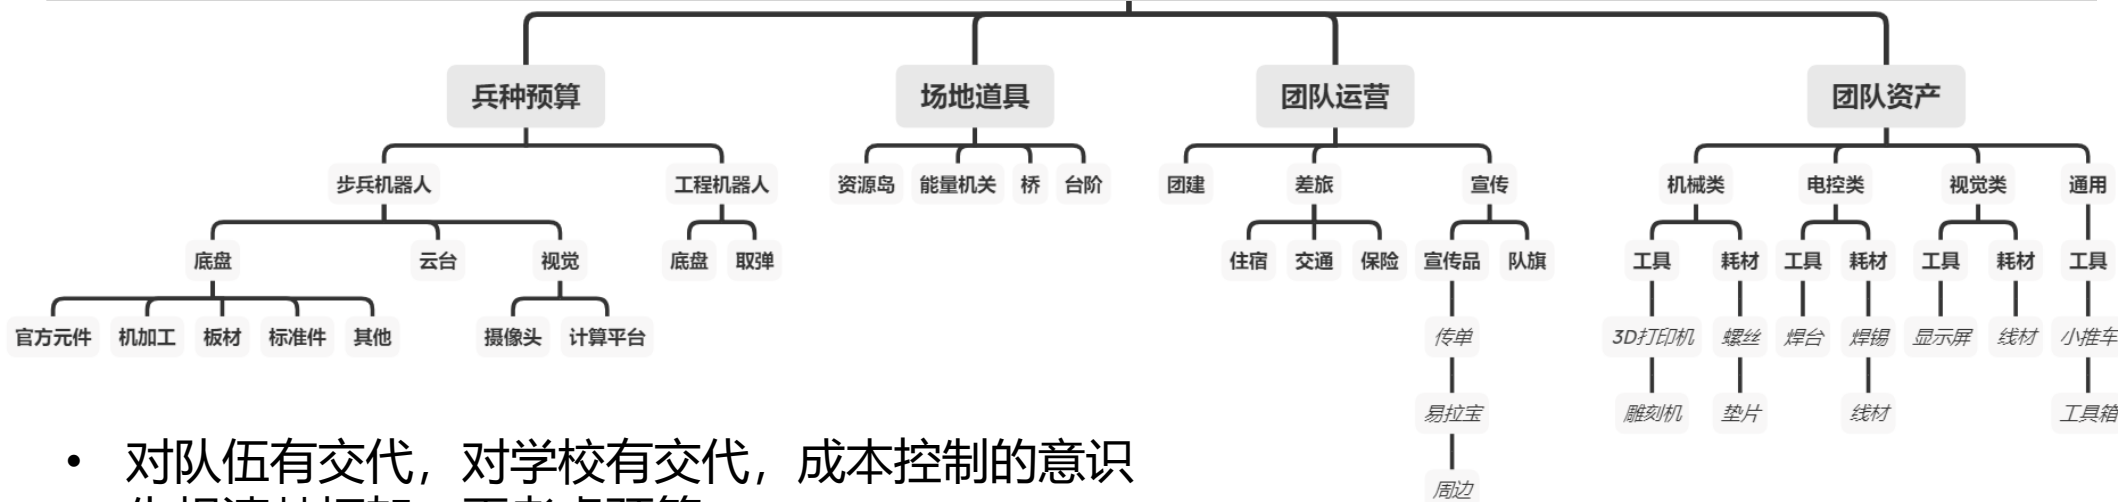 兵种预算 场地道具 团队运营 团队资产
步兵机器人 工程机器人 资源岛 能量机关 桥 台阶 团建 差旅 宣传 机械类 电控类 视觉类 通用
底盘 云台 视觉 底盘 取弹 住宿 交通 保险 宣传品 队旗 工具 耗材 工具 耗材 工具 耗材 工具
官方元件 机加工 板材 标准件 其他 摄像头 计算平台 传单 3D打印机 螺丝 焊台 焊锡 显示屏 线材 小推车
易拉宝 雕刻机 垫片 线材 工具箱
• 对队伍有交代，对学校有交代，成本控制的意识
周边